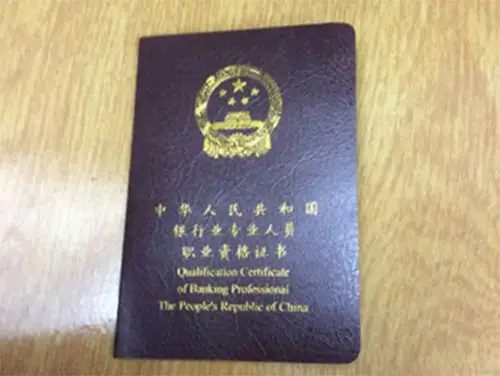 中华人民共和国
银行业专业人员
职业资格证书
Qualification Certificate
of Banking Professional
The People's Republic of China